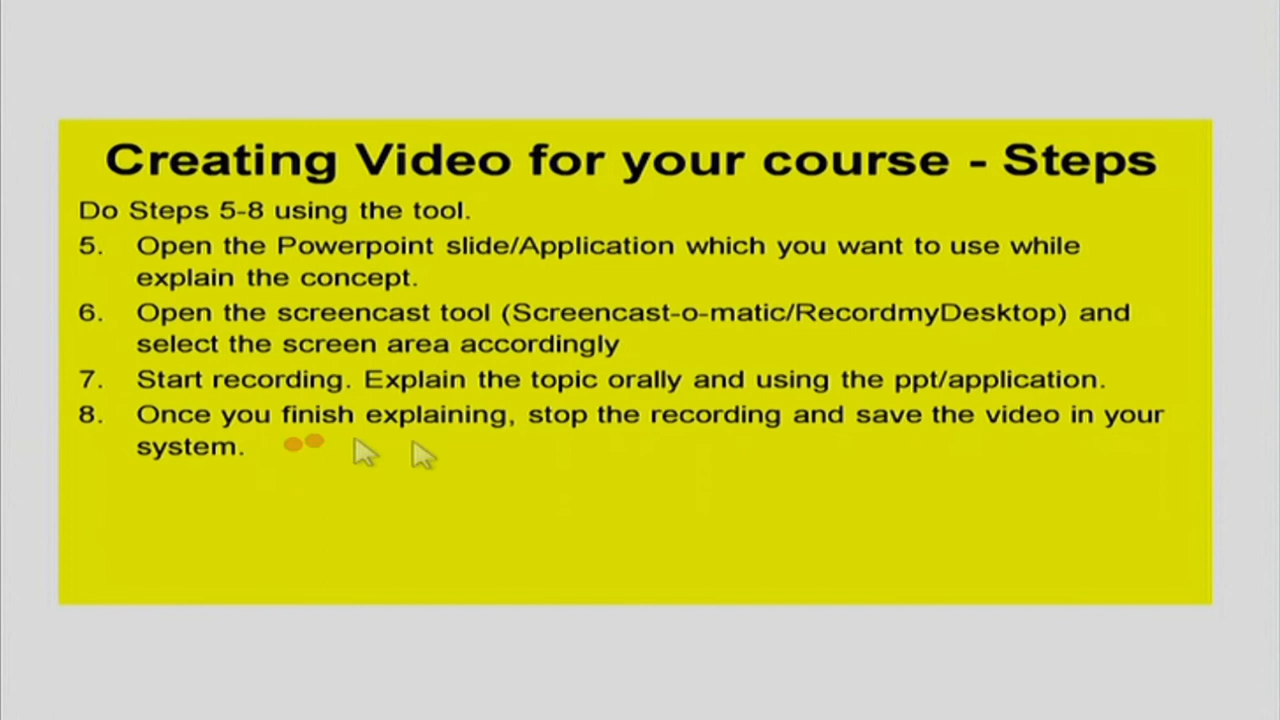 Creating Video for your course - Steps
Do Steps 5-8 using the tool.
5. Open the Powerpoint slide/Application which you want to use while
explain the concept.
6. Open the screencast tool (Screencast-o-matic/RecordmyDesktop) and
select the screen area accordingly
7. Start recording. Explain the topic orally and using the ppt/application.
8. Once you finish explaining, stop the recording and save the video in your
system.